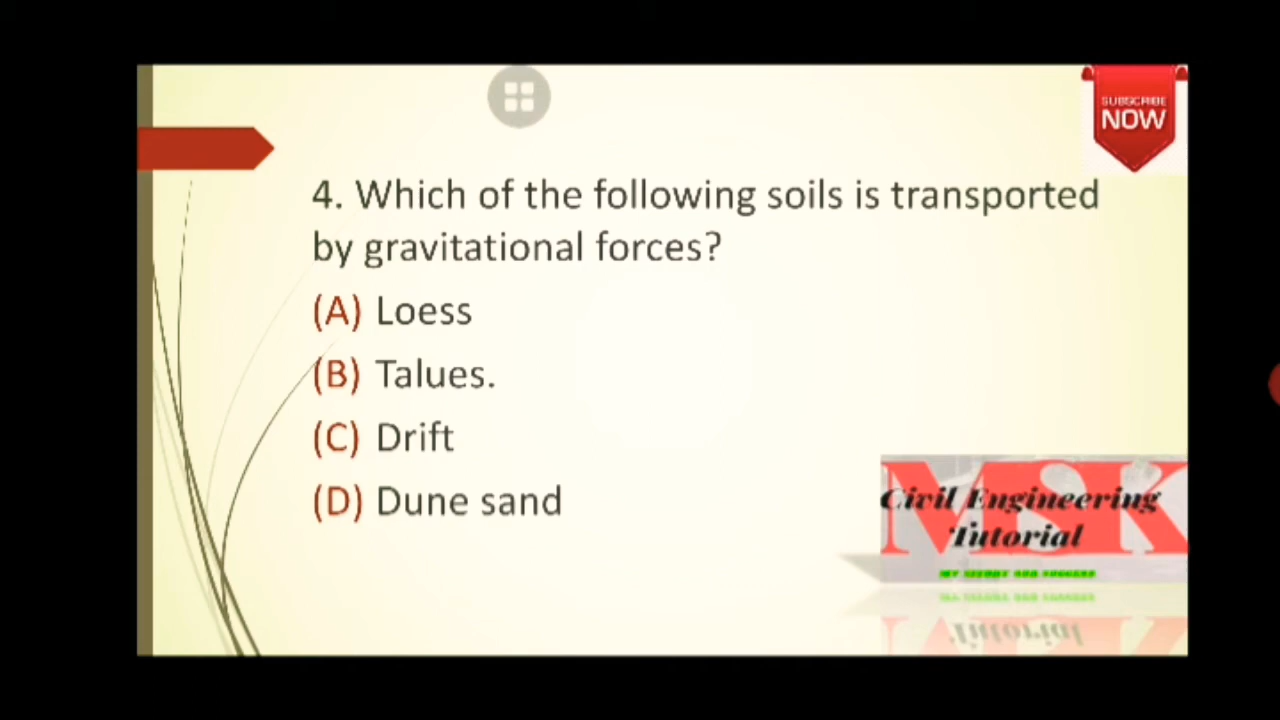 SUBSCRIBE
NOW
4. Which of the following soils is transported
by gravitational forces?
(A) Loess
(B) Talues.
(C) Drift
(D) Dune sand
MSK
Civil Engineering
Tutorial